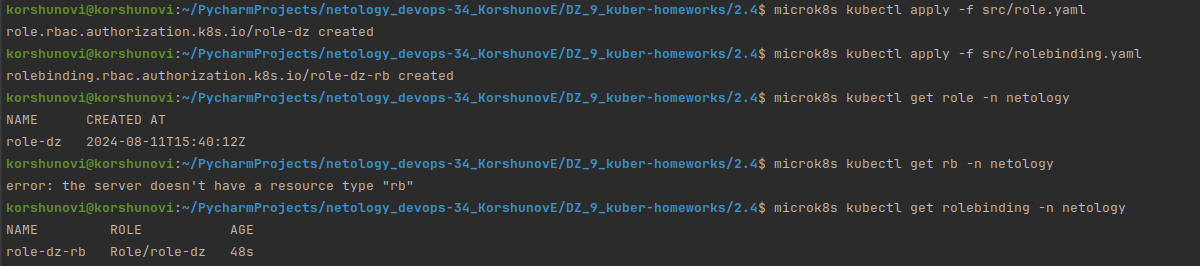 korshunovi@korshunovi:~/PycharmProjects/netology_devops-34_KorshunovE/DZ_9_kuber-homeworks/2.4$ microk8s kubectl apply -f src/role.yaml
role.rbac.authorization.k8s.io/role-dz created
korshunovi@korshunovi:~/PycharmProjects/netology_devops-34_KorshunovE/DZ_9_kuber-homeworks/2.4$ microk8s kubectl apply -f src/rolebinding.yaml
rolebinding.rbac.authorization.k8s.io/role-dz-rb created
korshunovi@korshunovi:~/PycharmProjects/netology_devops-34_KorshunovE/DZ_9_kuber-homeworks/2.4$ microk8s kubectl get role -n netology
NAME      CREATED AT
role-dz   2024-08-11T15:40:12Z
korshunovi@korshunovi:~/PycharmProjects/netology_devops-34_KorshunovE/DZ_9_kuber-homeworks/2.4$ microk8s kubectl get rb -n netology
error: the server doesn't have a resource type "rb"
korshunovi@korshunovi:~/PycharmProjects/netology_devops-34_KorshunovE/DZ_9_kuber-homeworks/2.4$ microk8s kubectl get rolebinding -n netology
NAME         ROLE           AGE
role-dz-rb   Role/role-dz   48s